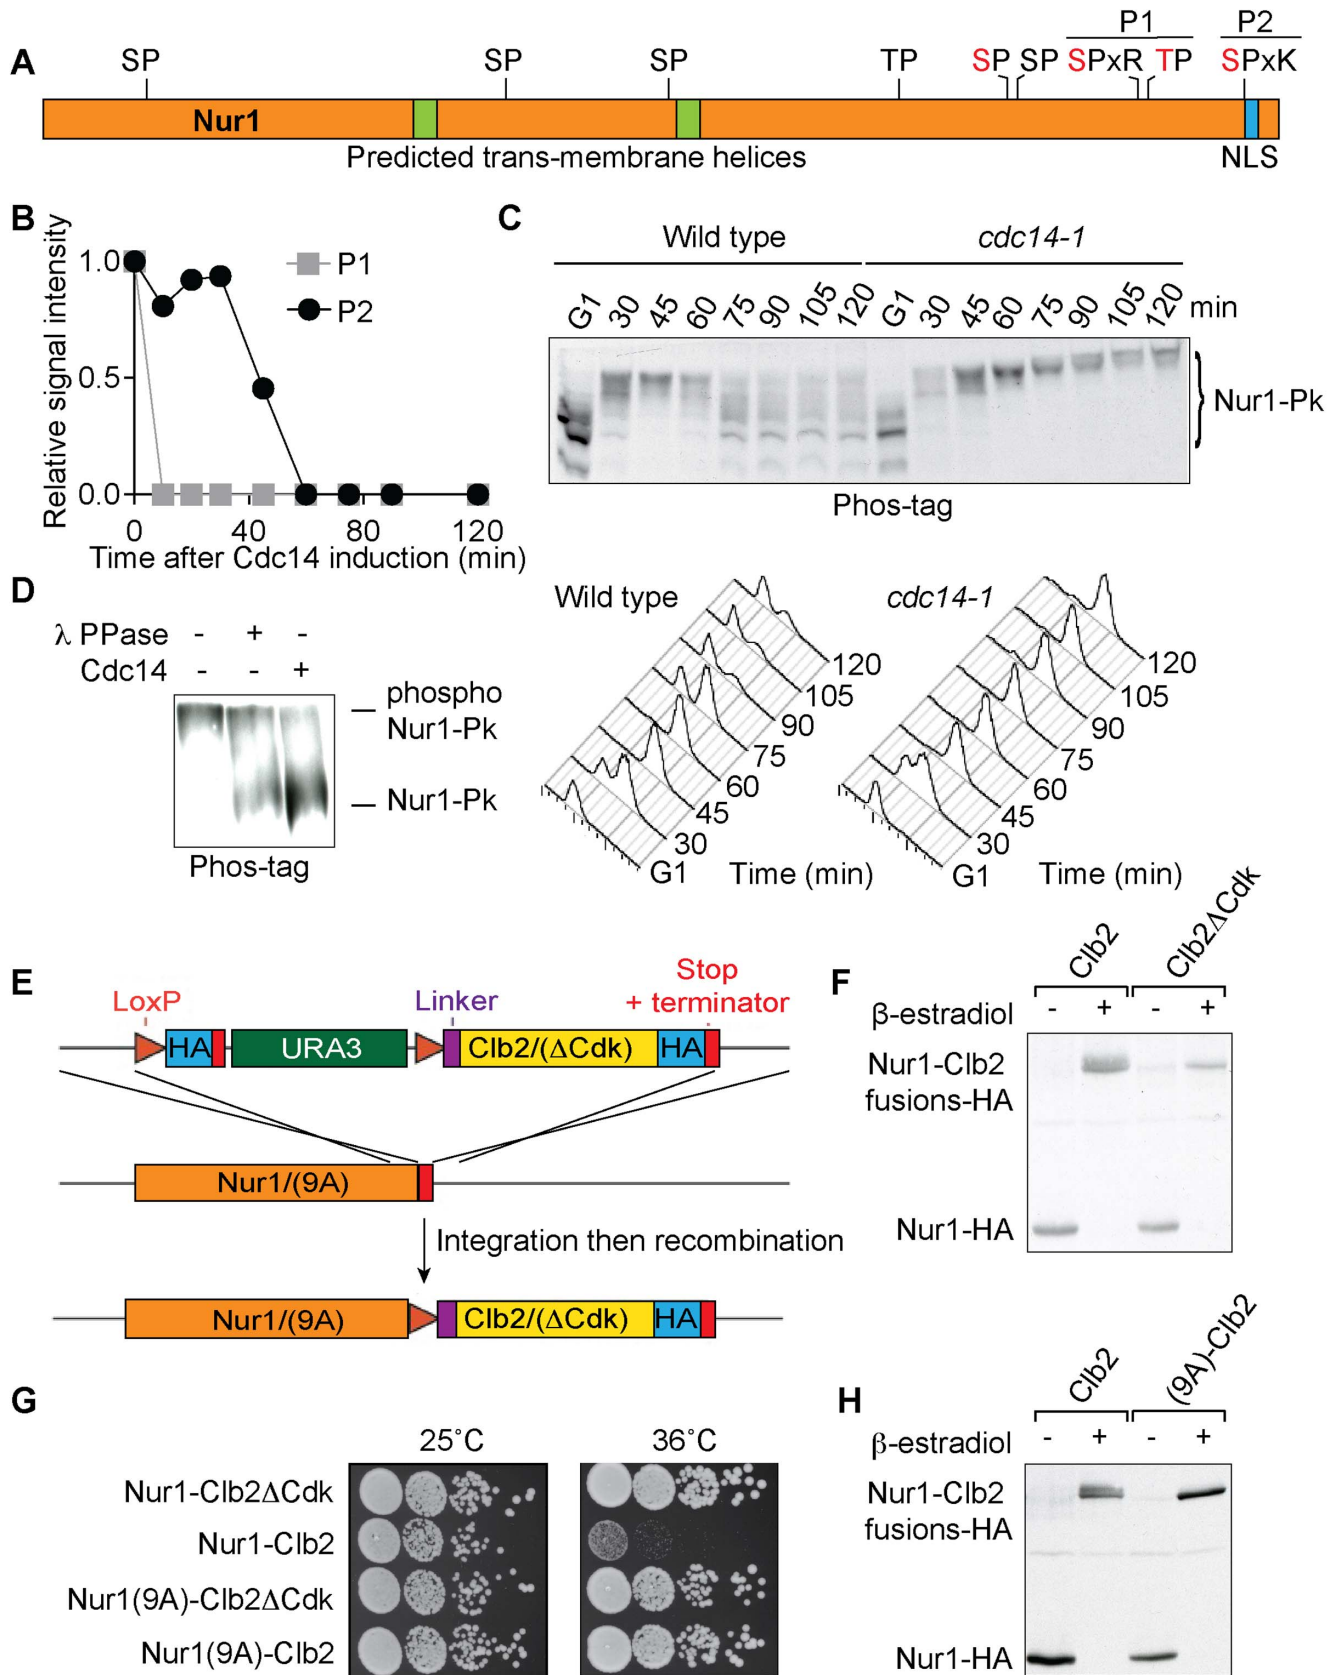 A
SP SP SP TP SP SP SPxR TP SPxK
P1 P2
Nur1
Predicted trans-membrane helices NLS
B
Relative signal intensity
1.0
0.5
0.0
0 40 80 120
Time after Cdc14 induction (min)
P1
P2
C
Wild type cdc14-1
G1 30 45 60 75 90 105 120 G1 30 45 60 75 90 105 120 min
Nur1-Pk
Phos-tag
Wild type cdc14-1
G1 30 45 60 75 90 105 120
Time (min)
G1 30 45 60 75 90 105 120
Time (min)
D
λ PPase - + -
Cdc14 - - +
phospho
Nur1-Pk
Nur1-Pk
Phos-tag
E
LoxP Linker Stop
+ terminator
HA URA3 Clb2/(ΔCdk) HA
Nur1/(9A)
Integration then recombination
Nur1/(9A) Clb2/(ΔCdk) HA
F
Clb2 Clb2ΔCdk
β-estradiol - + - +
Nur1-Clb2
fusions-HA
Nur1-HA
G
25°C 36°C
Nur1-Clb2ΔCdk
Nur1-Clb2
Nur1(9A)-Clb2ΔCdk
Nur1(9A)-Clb2
H
Clb2 (9A)-Clb2
β-estradiol - + - +
Nur1-Clb2
fusions-HA
Nur1-HA